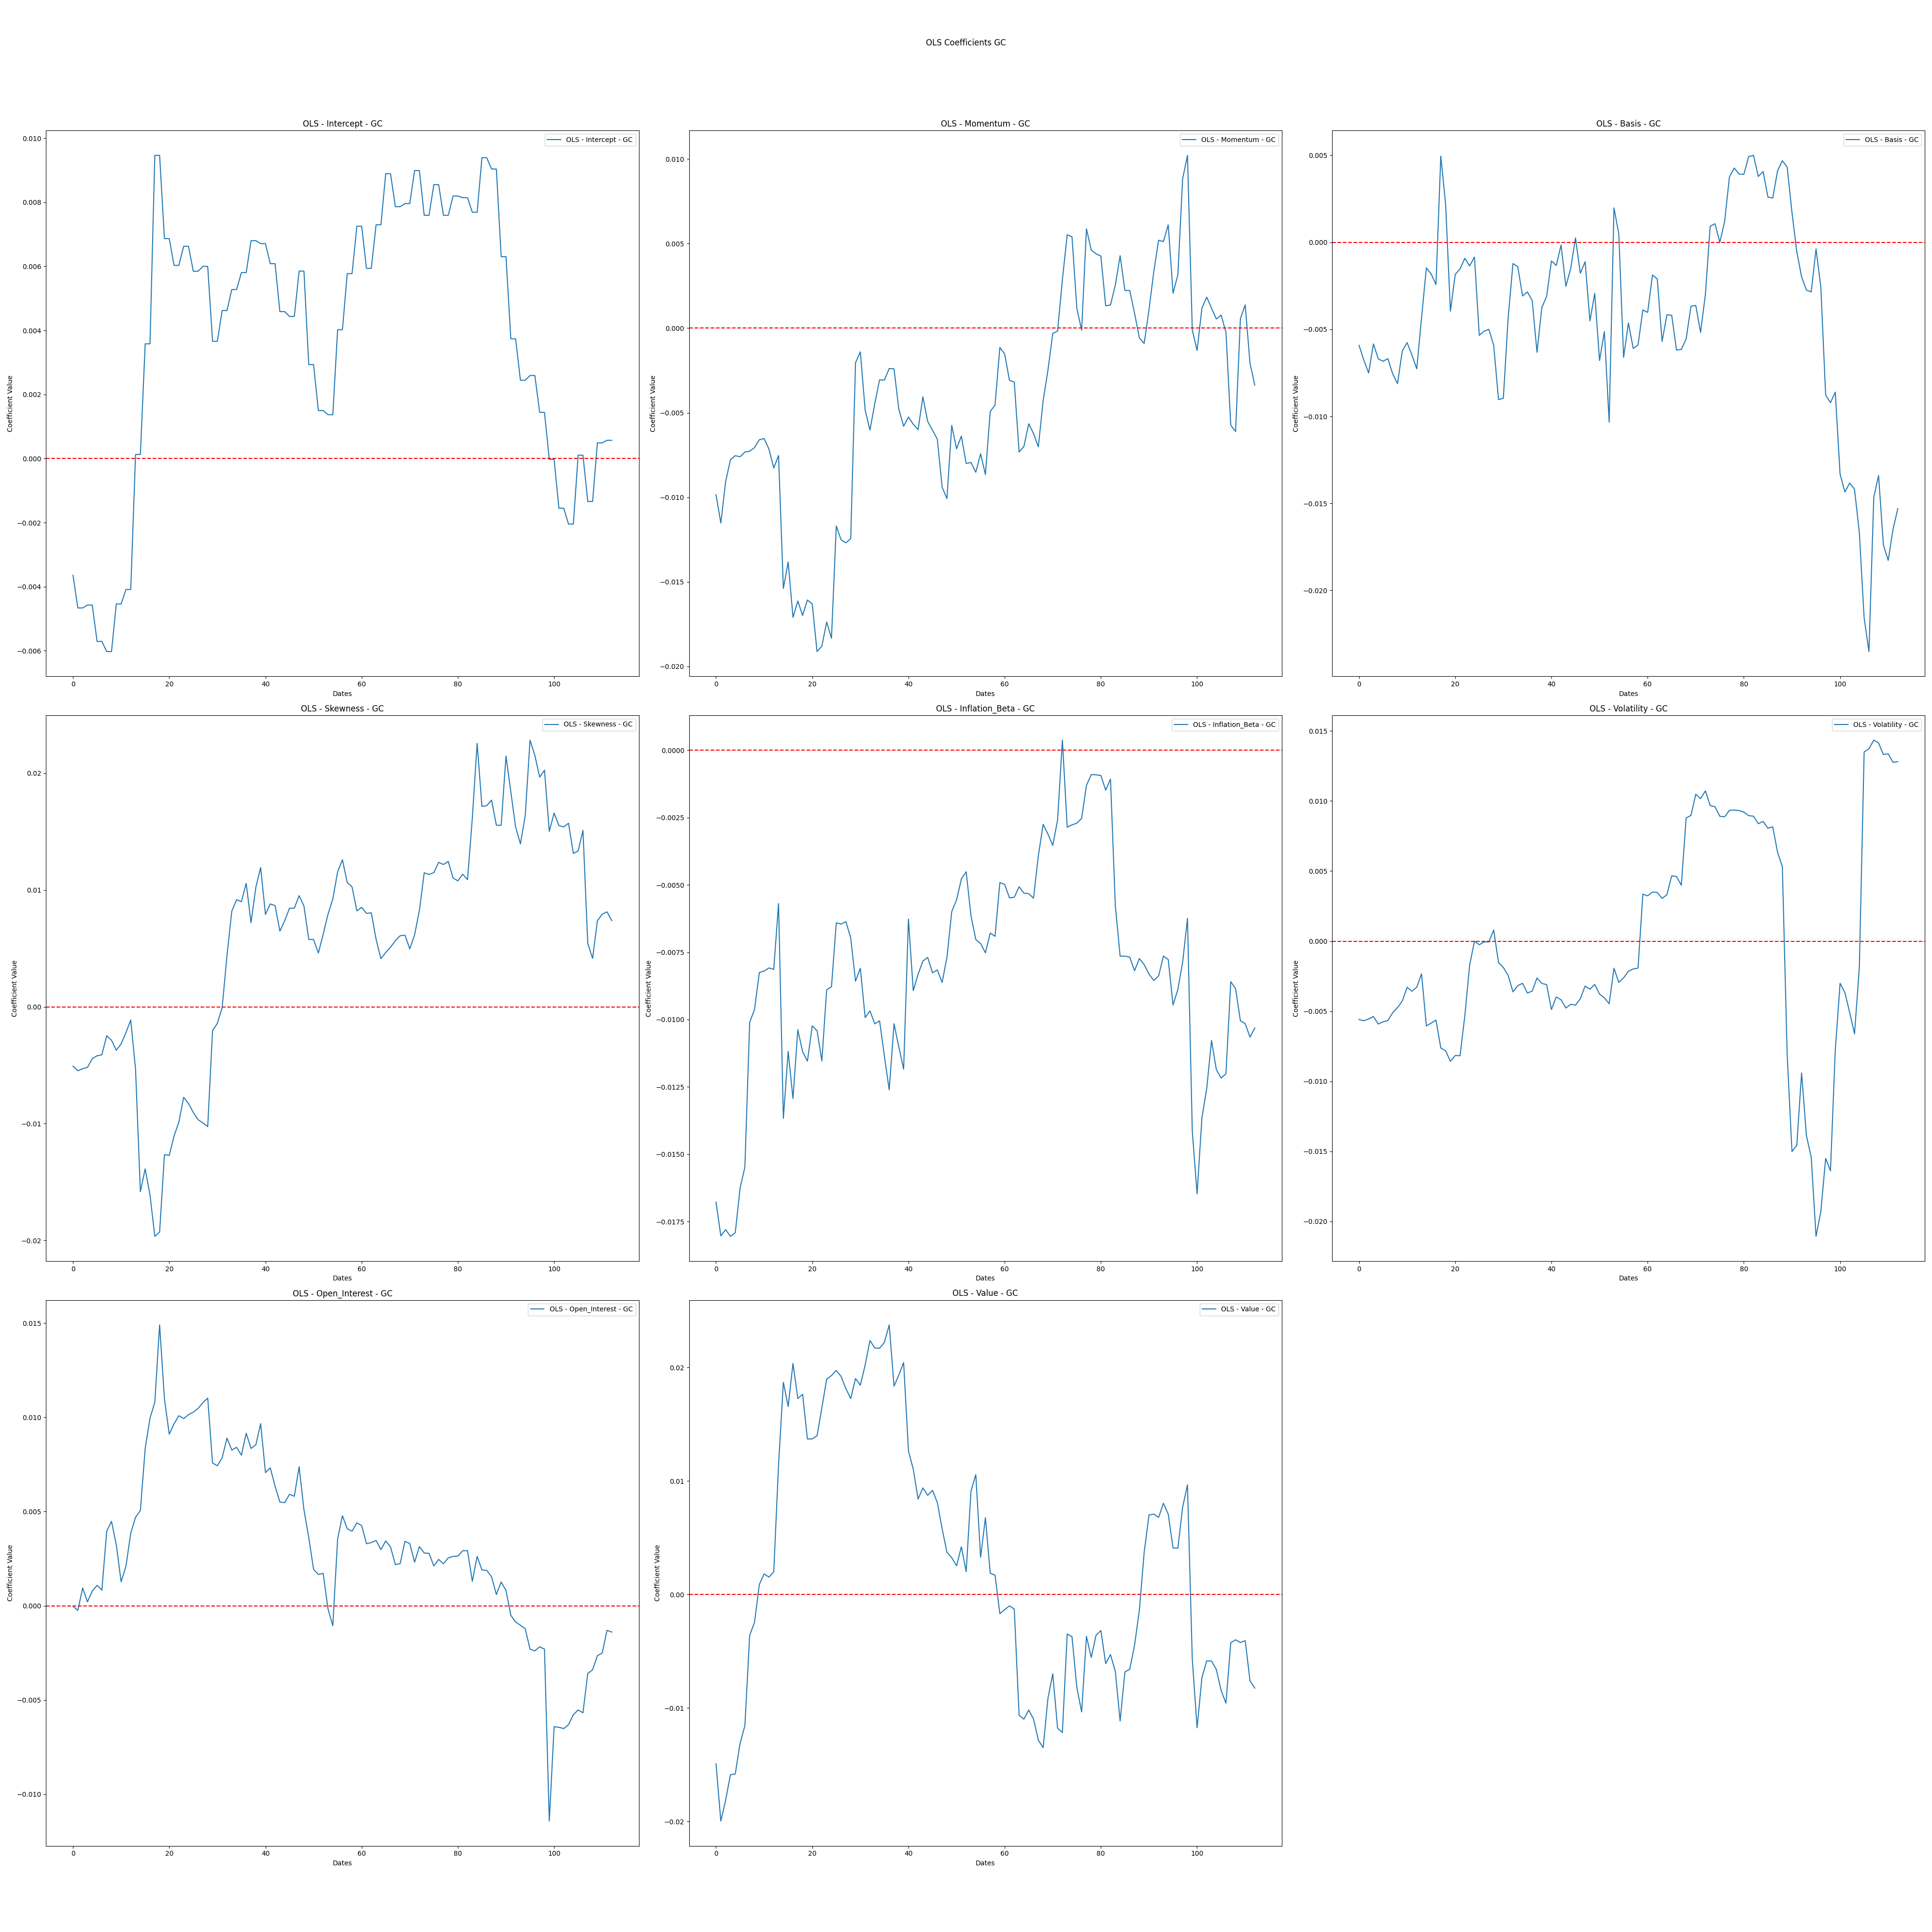 OLS Coefficients GC
OLS - Intercept - GC
OLS - Intercept - GC
0.010
0.008
0.006
0.004
0.002
0.000
−0.002
−0.004
−0.006
Coefficient Value
0 20 40 60 80 100
Dates
OLS - Momentum - GC
OLS - Momentum - GC
0.010
0.005
0.000
−0.005
−0.010
−0.015
−0.020
Coefficient Value
0 20 40 60 80 100
Dates
OLS - Basis - GC
OLS - Basis - GC
0.005
0.000
−0.005
−0.010
−0.015
−0.020
Coefficient Value
0 20 40 60 80 100
Dates
OLS - Skewness - GC
OLS - Skewness - GC
0.02
0.01
0.00
−0.01
−0.02
Coefficient Value
0 20 40 60 80 100
Dates
OLS - Inflation_Beta - GC
OLS - Inflation_Beta - GC
0.0000
−0.0025
−0.0050
−0.0075
−0.0100
−0.0125
−0.0150
−0.0175
Coefficient Value
0 20 40 60 80 100
Dates
OLS - Volatility - GC
OLS - Volatility - GC
0.015
0.010
0.005
0.000
−0.005
−0.010
−0.015
−0.020
Coefficient Value
0 20 40 60 80 100
Dates
OLS - Open_Interest - GC
OLS - Open_Interest - GC
0.015
0.010
0.005
0.000
−0.005
−0.010
Coefficient Value
0 20 40 60 80 100
Dates
OLS - Value - GC
OLS - Value - GC
0.02
0.01
0.00
−0.01
−0.02
Coefficient Value
0 20 40 60 80 100
Dates